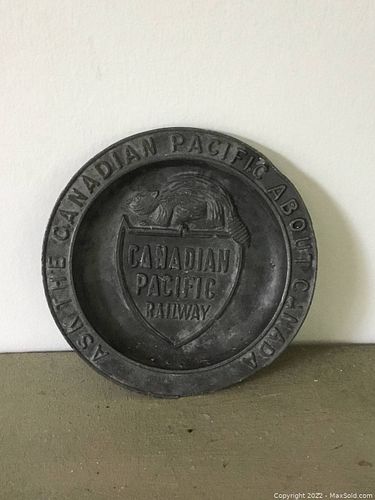 ASK THE CANADIAN PACIFIC ABOUT CANADA
CANADIAN
PACIFIC
RAILWAY
Copyright 2022 - MaxSold.com